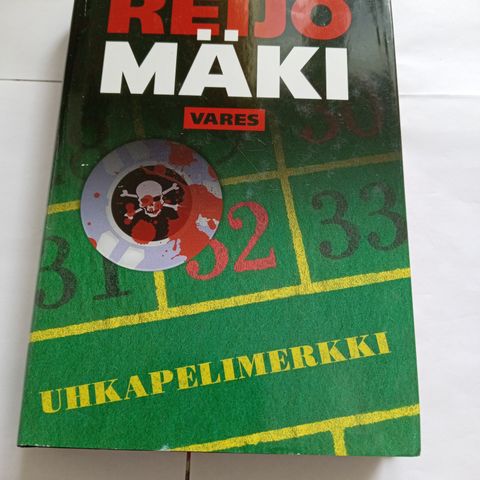 REIJO
MÄKI
VARES
30
31 32 33
UHKAPELIMERKKI